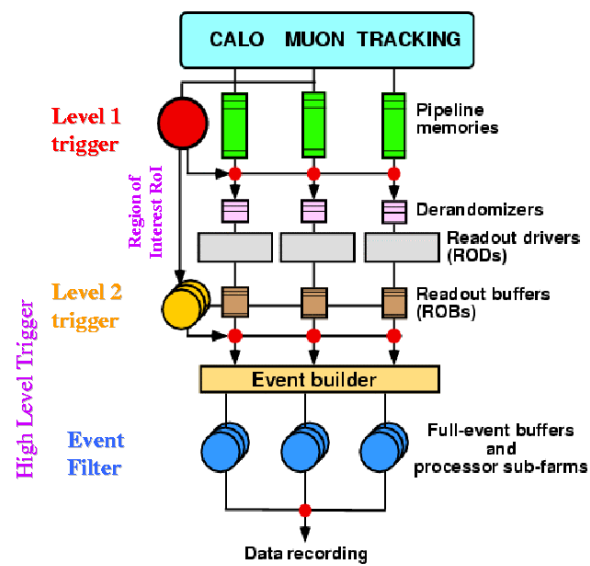 CALO MUON TRACKING
Level 1
trigger
Pipeline
memories
Region of
Interest RoI
Derandomizers
Readout drivers
(RODs)
Level 2
trigger
Readout buffers
(ROBs)
High Level Trigger
Event builder
Event
Filter
Full-event buffers
and
processor sub-farms
Data recording